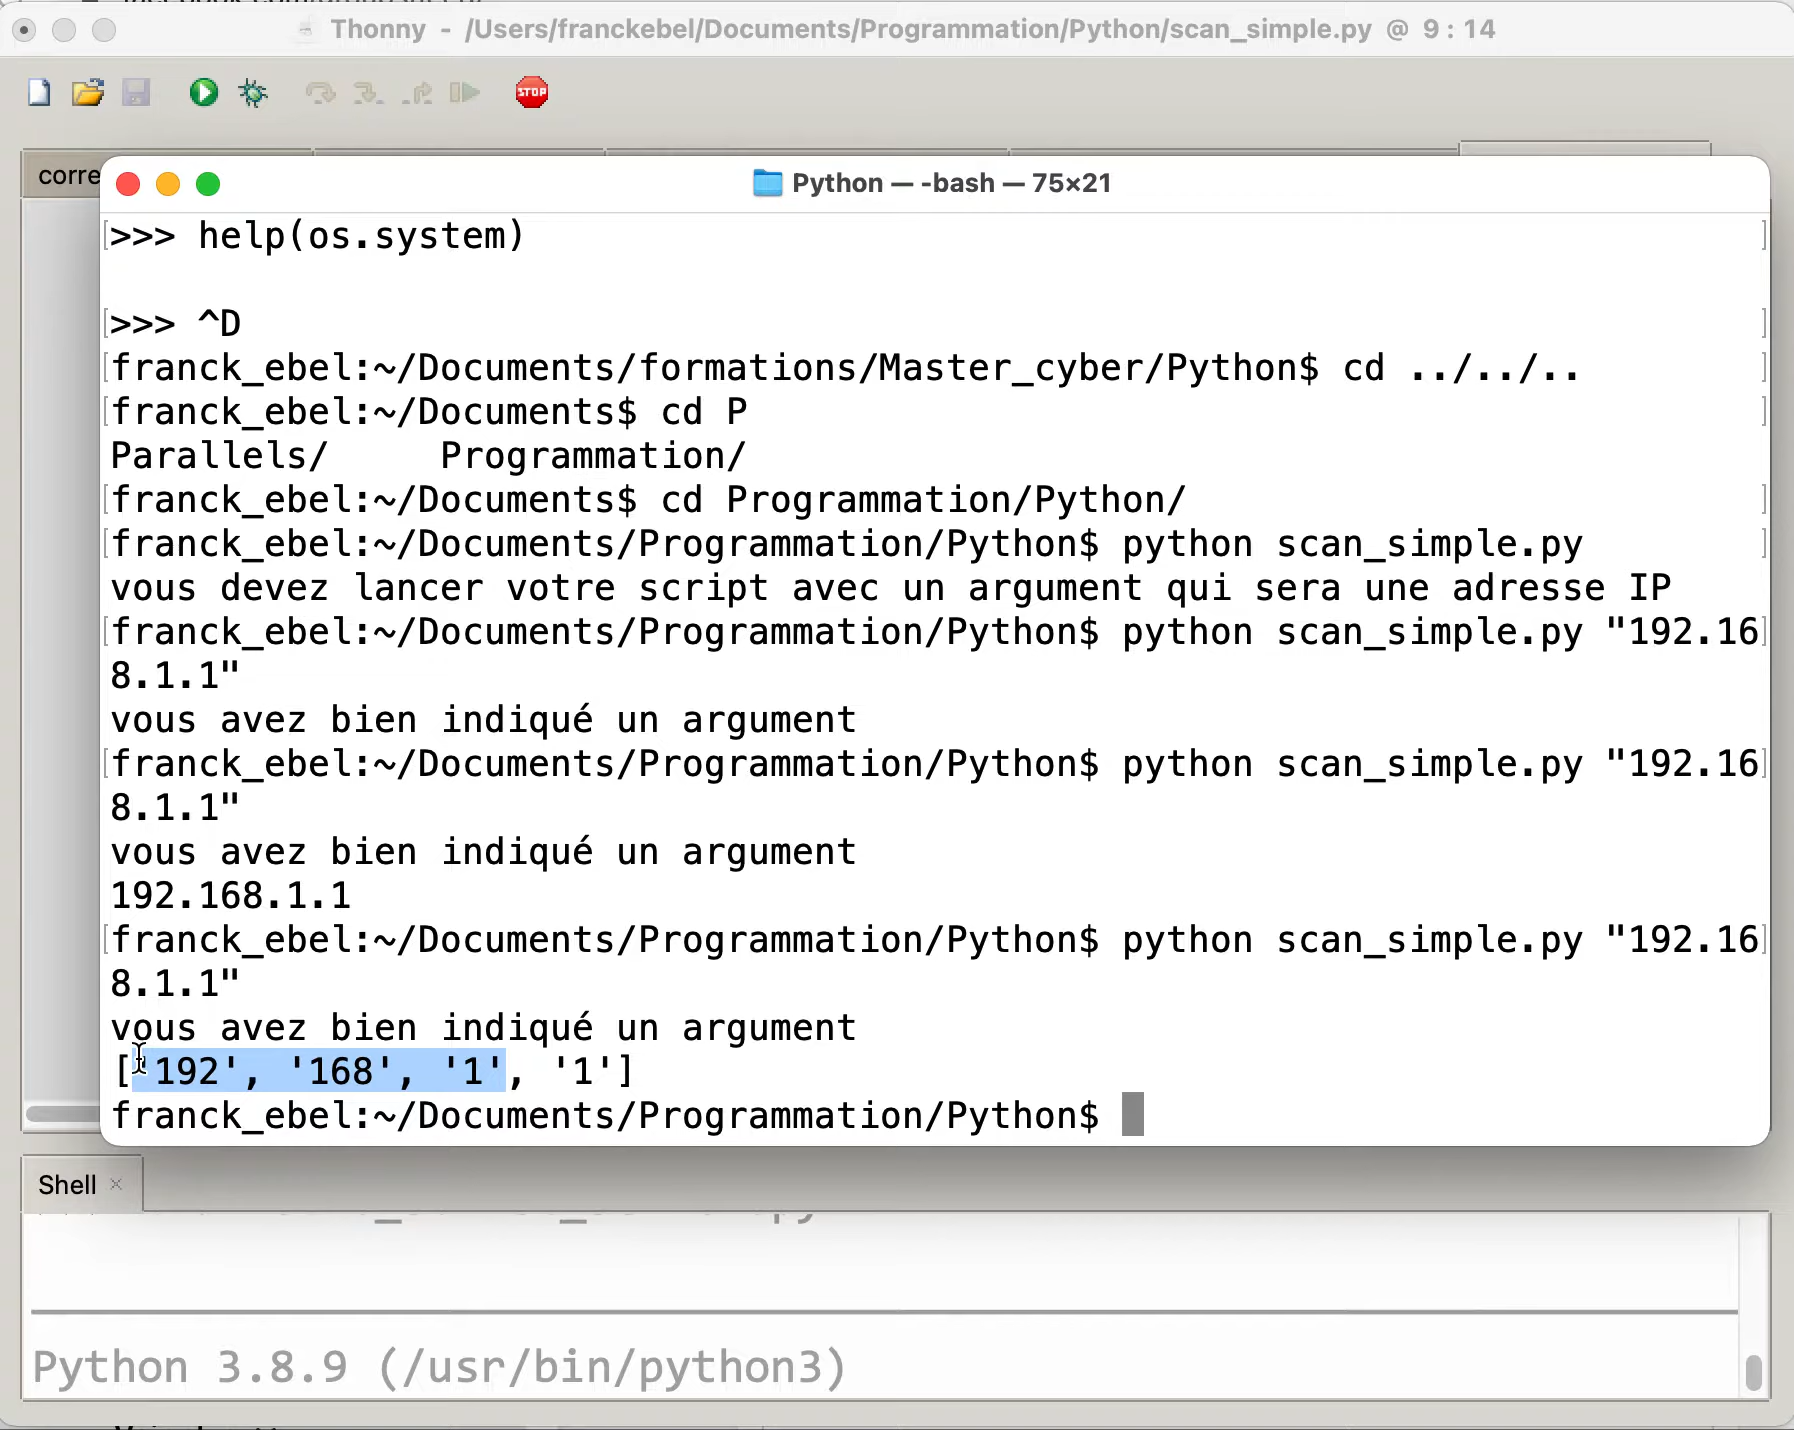 Thonny - /Users/franckebel/Documents/Programmation/Python/scan_simple.py @ 9:14
STOP
corre
Python — -bash — 75×21
>>> help(os.system)
>>> ^D
franck_ebel:~/Documents/formations/Master_cyber/Python$ cd ../../..
franck_ebel:~/Documents$ cd P
Parallels/ Programmation/
franck_ebel:~/Documents$ cd Programmation/Python/
franck_ebel:~/Documents/Programmation/Python$ python scan_simple.py
vous devez lancer votre script avec un argument qui sera une adresse IP
franck_ebel:~/Documents/Programmation/Python$ python scan_simple.py "192.16
8.1.1"
vous avez bien indiqué un argument
franck_ebel:~/Documents/Programmation/Python$ python scan_simple.py "192.16
8.1.1"
vous avez bien indiqué un argument
192.168.1.1
franck_ebel:~/Documents/Programmation/Python$ python scan_simple.py "192.16
8.1.1"
vous avez bien indiqué un argument
['192', '168', '1', '1']
franck_ebel:~/Documents/Programmation/Python$
Shell
Python 3.8.9 (/usr/bin/python3)